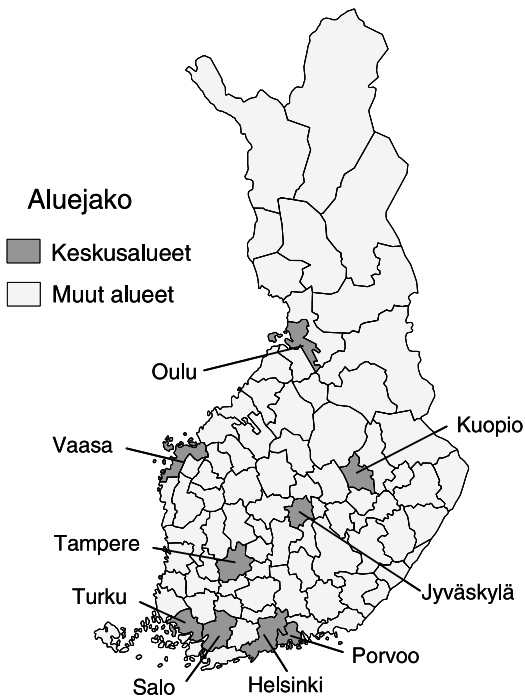 Aluejako
Keskusalueet
Muut alueet
Oulu
Kuopio
Vaasa
Tampere
Jyväskylä
Turku
Porvoo
Salo
Helsinki